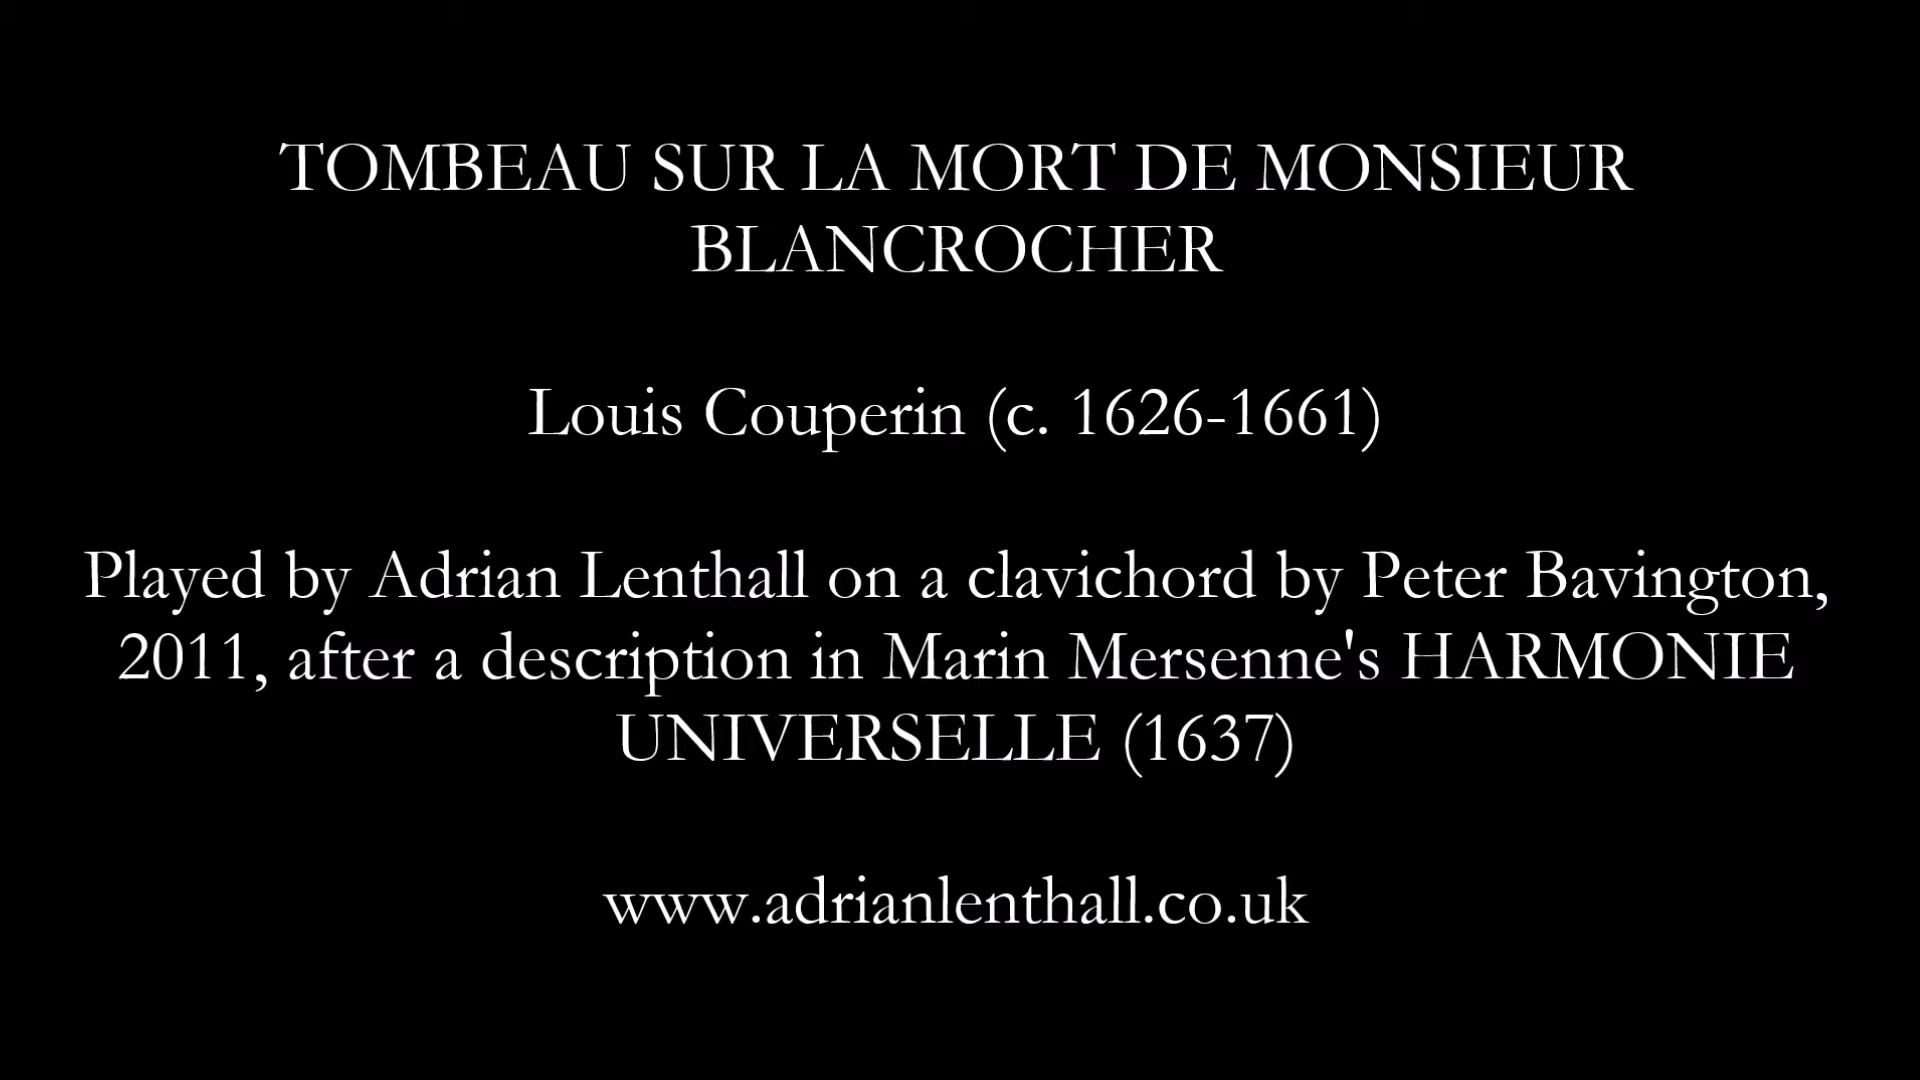 TOMBEAU SUR LA MORT DE MONSIEUR
BLANCROCHER
Louis Couperin (c. 1626-1661)
Played by Adrian Lenthall on a clavichord by Peter Bavington,
2011, after a description in Marin Mersenne's HARMONIE
UNIVERSELLE (1637)
www.adrianlenthall.co.uk